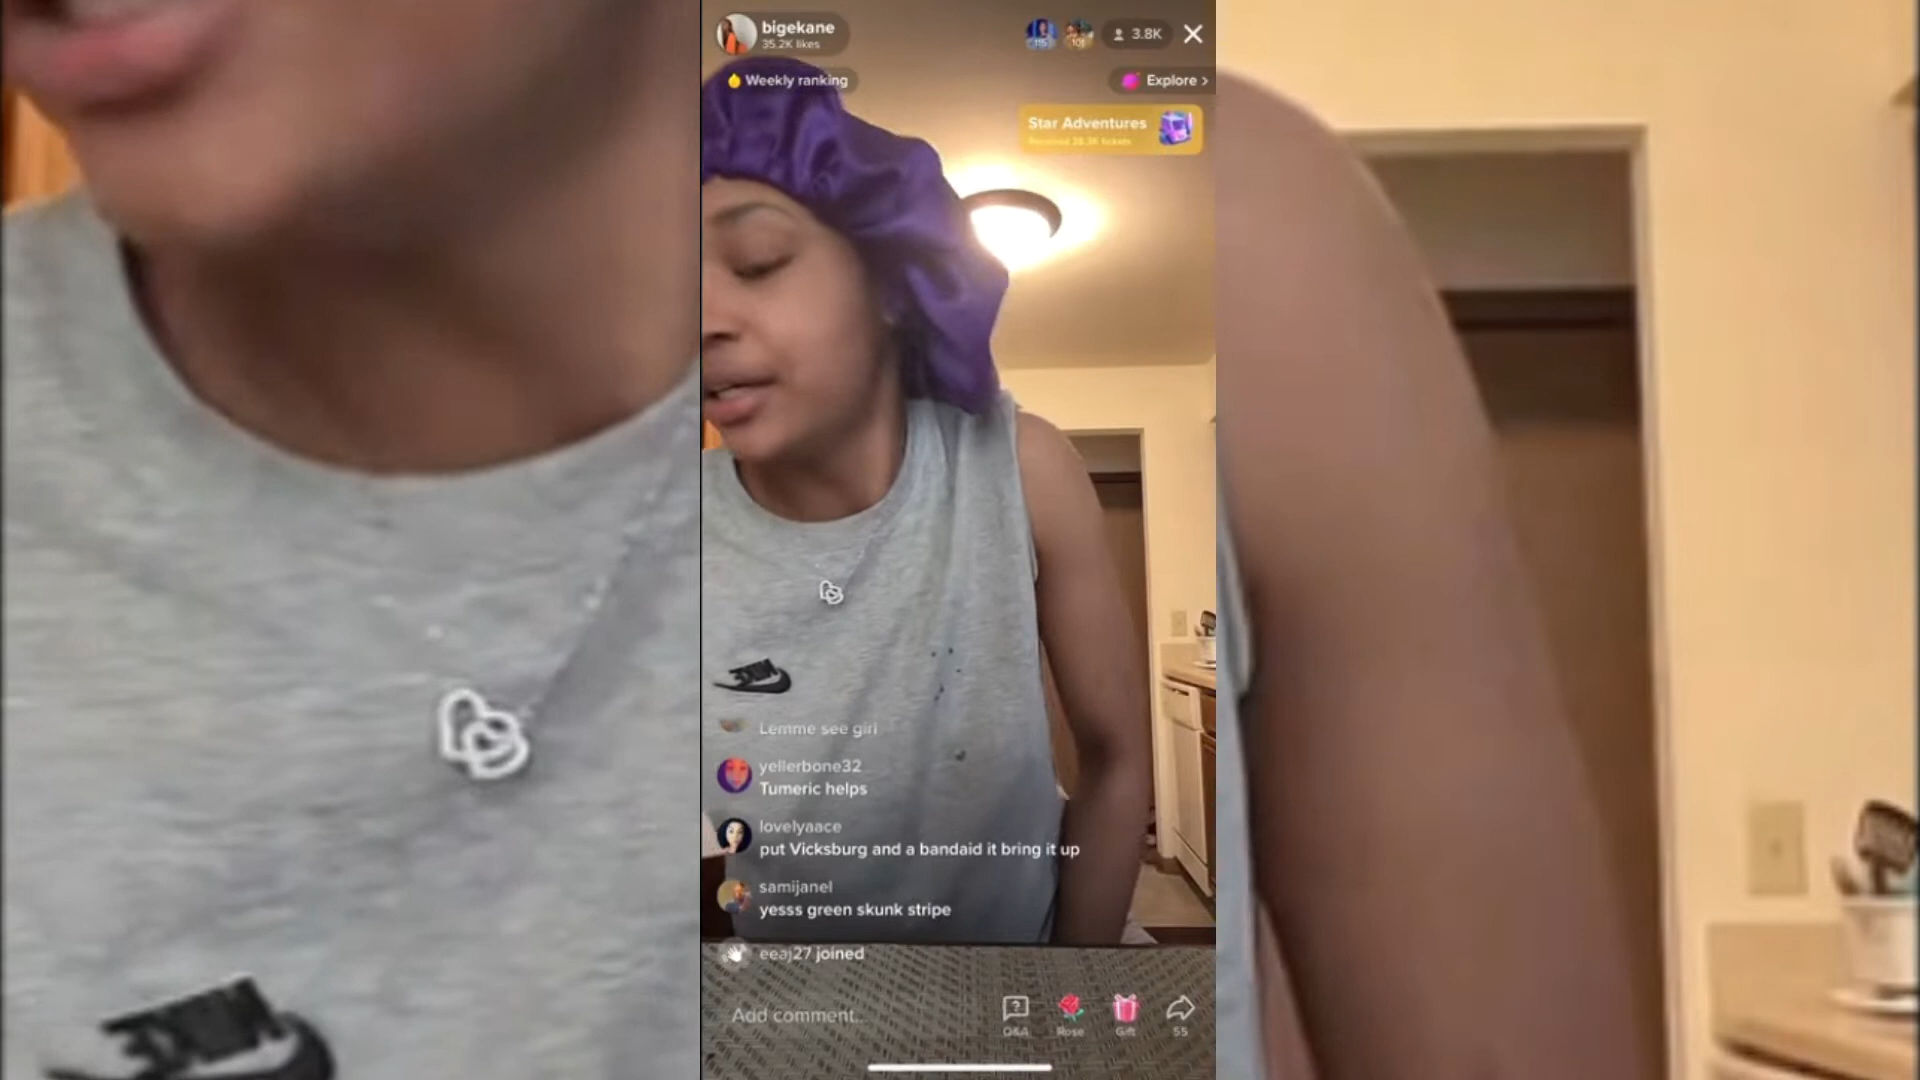 bigekane
35.2K likes
115
101
3.8K
Weekly ranking
Explore >
Star Adventures
Lemme see girl
yellerbone32
Tumeric helps
lovelyaace
put Vicksburg and a bandaid it bring it up
samijanel
yesss green skunk stripe
eeaj27 joined
Add comment...
Q&A
Rose
Gift
55